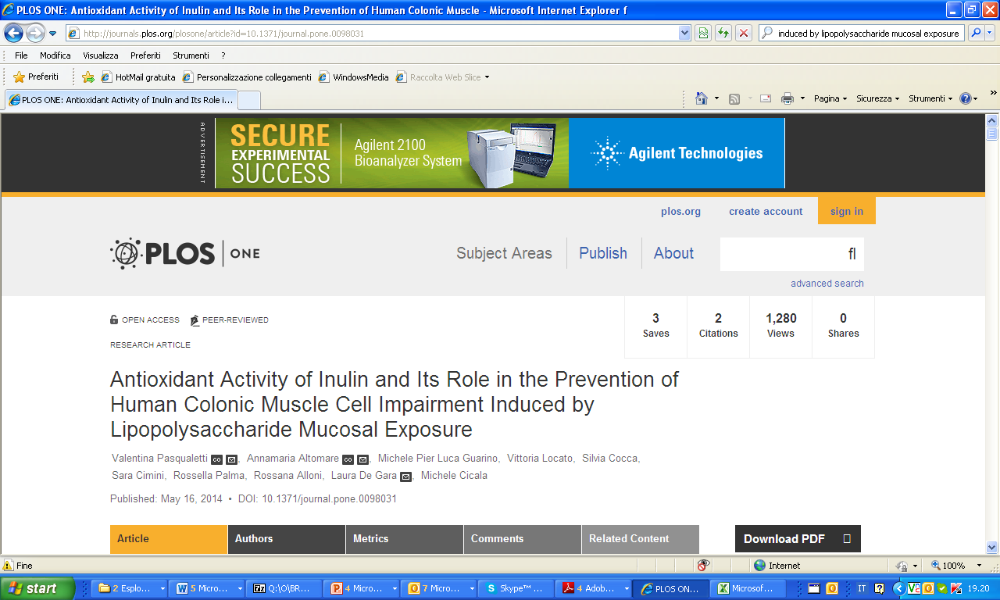 PLOS ONE: Antioxidant Activity of Inulin and Its Role in the Prevention of Human Colonic Muscle - Microsoft Internet Explorer f
http://journals.plos.org/plosone/article?id=10.1371/journal.pone.0098031
induced by lipopolysaccharide mucosal exposure
File Modifica Visualizza Preferiti Strumenti ?
Preferiti HotMail gratuita Personalizzazione collegamenti WindowsMedia Raccolta Web Slice
PLOS ONE: Antioxidant Activity of Inulin and Its Role i... Pagina Sicurezza Strumenti
ADVERTISEMENT
SECURE
EXPERIMENTAL
SUCCESS
Agilent 2100
Bioanalyzer System
Agilent Technologies
plos.org create account sign in
PLOS ONE
Subject Areas Publish About fl
advanced search
OPEN ACCESS PEER-REVIEWED
3 2 1,280 0
Saves Citations Views Shares
RESEARCH ARTICLE
Antioxidant Activity of Inulin and Its Role in the Prevention of
Human Colonic Muscle Cell Impairment Induced by
Lipopolysaccharide Mucosal Exposure
Valentina Pasqualetti co , Annamaria Altomare co , Michele Pier Luca Guarino, Vittoria Locato, Silvia Cocca,
Sara Cimini, Rossella Palma, Rossana Alloni, Laura De Gara , Michele Cicala
Published: May 16, 2014 • DOI: 10.1371/journal.pone.0098031
Article Authors Metrics Comments Related Content Download PDF
Fine Internet 100%
start 2 Esplo... 5 Micros... Q:\O\BR... 4 Micros... 7 Micros... Skype™ ... 4 Adob... PLOS ON... Microsof... IT 19.20